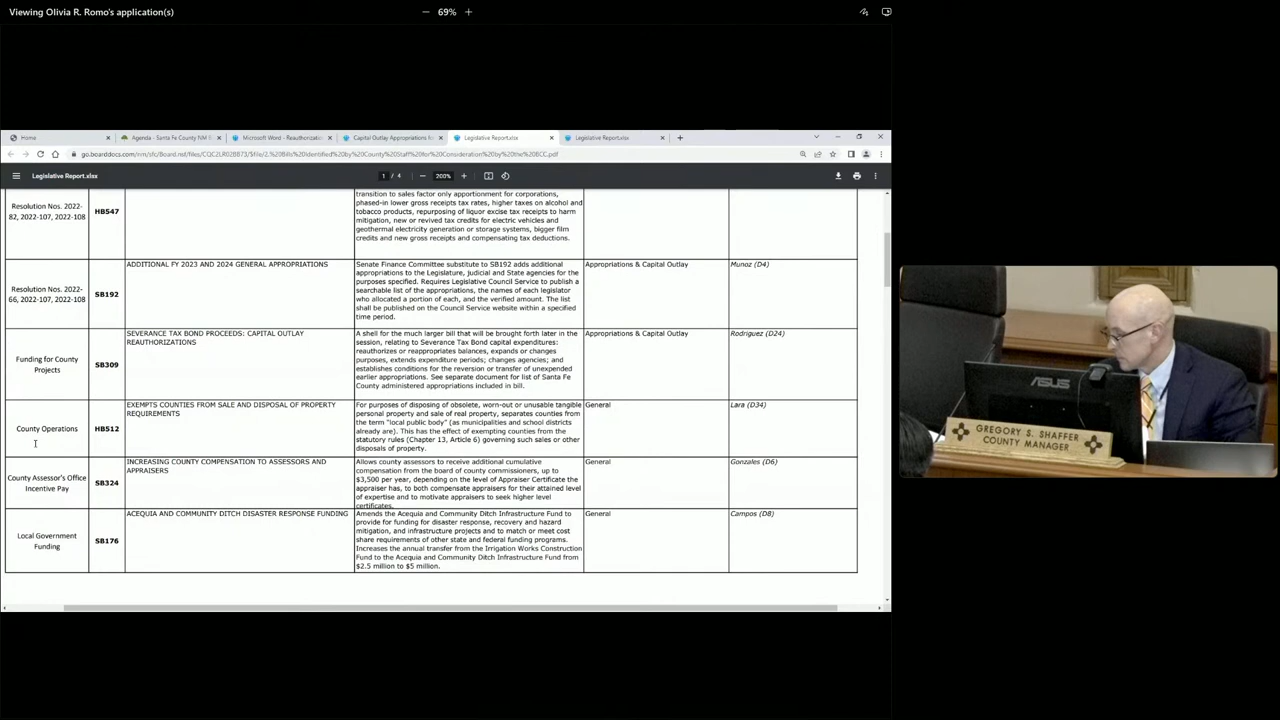 Viewing Olivia R. Romo's application(s)
69%
Home
Agenda - Santa Fe County NM R
Microsoft Word - Reauthorizatio
Capital Outlay Appropriations fo
Legislative Report.xlsx
Legislative Report.xlsx
Legislative Report.xlsx
1 / 4
200%
Resolution Nos. 2022-
82, 2022-107, 2022-108
HB547
transition to sales factor only apportionment for corporations,
phased-in lower gross receipts tax rates, higher taxes on alcohol and
tobacco products, repurposing of liquor excise tax receipts to harm
mitigation, new or revived tax credits for electric vehicles and
geothermal electricity generation or storage systems, bigger film
credits and new gross receipts and compensating tax deductions.
Resolution Nos. 2022-
66, 2022-107, 2022-108
SB192
ADDITIONAL FY 2023 AND 2024 GENERAL APPROPRIATIONS
Senate Finance Committee substitute to SB192 adds additional
appropriations to the Legislature, judicial and State agencies for the
purposes specified. Requires Legislative Council Service to publish a
searchable list of the appropriations, the names of each legislator
who allocated a portion of each, and the verified amount. The list
shall be published on the Council Service website within a specified
time period.
Appropriations & Capital Outlay
Munoz (D4)
Funding for County
Projects
SB309
SEVERANCE TAX BOND PROCEEDS: CAPITAL OUTLAY
REAUTHORIZATIONS
A shell for the much larger bill that will be brought forth later in the
session, relating to Severance Tax Bond capital expenditures:
reauthorizes or reappropriates balances, expands or changes
purposes, extends expenditure periods; changes agencies; and
establishes conditions for the reversion or transfer of unexpended
earlier appropriations. See separate document for list of Santa Fe
County administered appropriations included in bill.
Appropriations & Capital Outlay
Rodriguez (D24)
County Operations
HB512
EXEMPTS COUNTIES FROM SALE AND DISPOSAL OF PROPERTY
REQUIREMENTS
For purposes of disposing of obsolete, worn-out or unusable tangible
personal property and sale of real property, separates counties from
the term "local public body" (as municipalities and school districts
already are). This has the effect of exempting counties from the
statutory rules (Chapter 13, Article 6) governing such sales or other
disposals of property.
General
Lara (D34)
County Assessor's Office
Incentive Pay
SB324
INCREASING COUNTY COMPENSATION TO ASSESSORS AND
APPRAISERS
Allows county assessors to receive additional cumulative
compensation from the board of county commissioners, up to
$3,500 per year, depending on the level of Appraiser Certificate the
appraiser has, to both compensate appraisers for their attained level
of expertise and to motivate appraisers to seek higher level
certificates.
General
Gonzales (D6)
Local Government
Funding
SB176
ACEQUIA AND COMMUNITY DITCH DISASTER RESPONSE FUNDING
Amends the Acequia and Community Ditch Infrastructure Fund to
provide for funding for disaster response, recovery and hazard
mitigation, and infrastructure projects and to match or meet cost
share requirements of other state and federal funding programs.
Increases the annual transfer from the Irrigation Works Construction
Fund to the Acequia and Community Ditch Infrastructure Fund from
$2.5 million to $5 million.
General
Campos (D8)
ASUS
GREGORY S. SHAFFER
COUNTY MANAGER